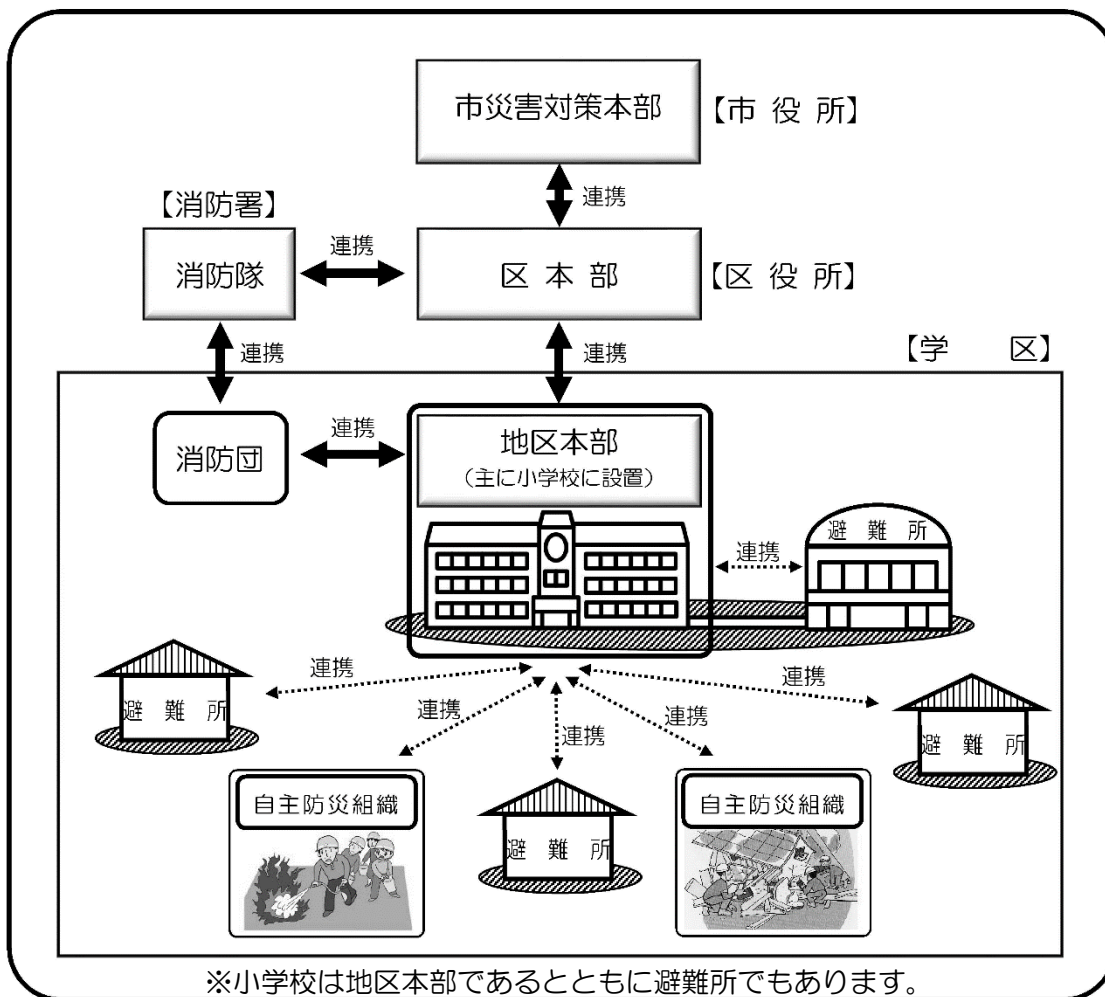 市災害対策本部
【市 役 所】
連携
【消防署】
消防隊
連携
区 本 部
【区 役 所】
連携
連携
【学　　区】
消防団
連携
地区本部
（主に小学校に設置）
避 難 所
連携
連携
連携
連携
連携
連携
避 難 所
避 難 所
自主防災組織
避 難 所
自主防災組織
※小学校は地区本部であるとともに避難所でもあります。